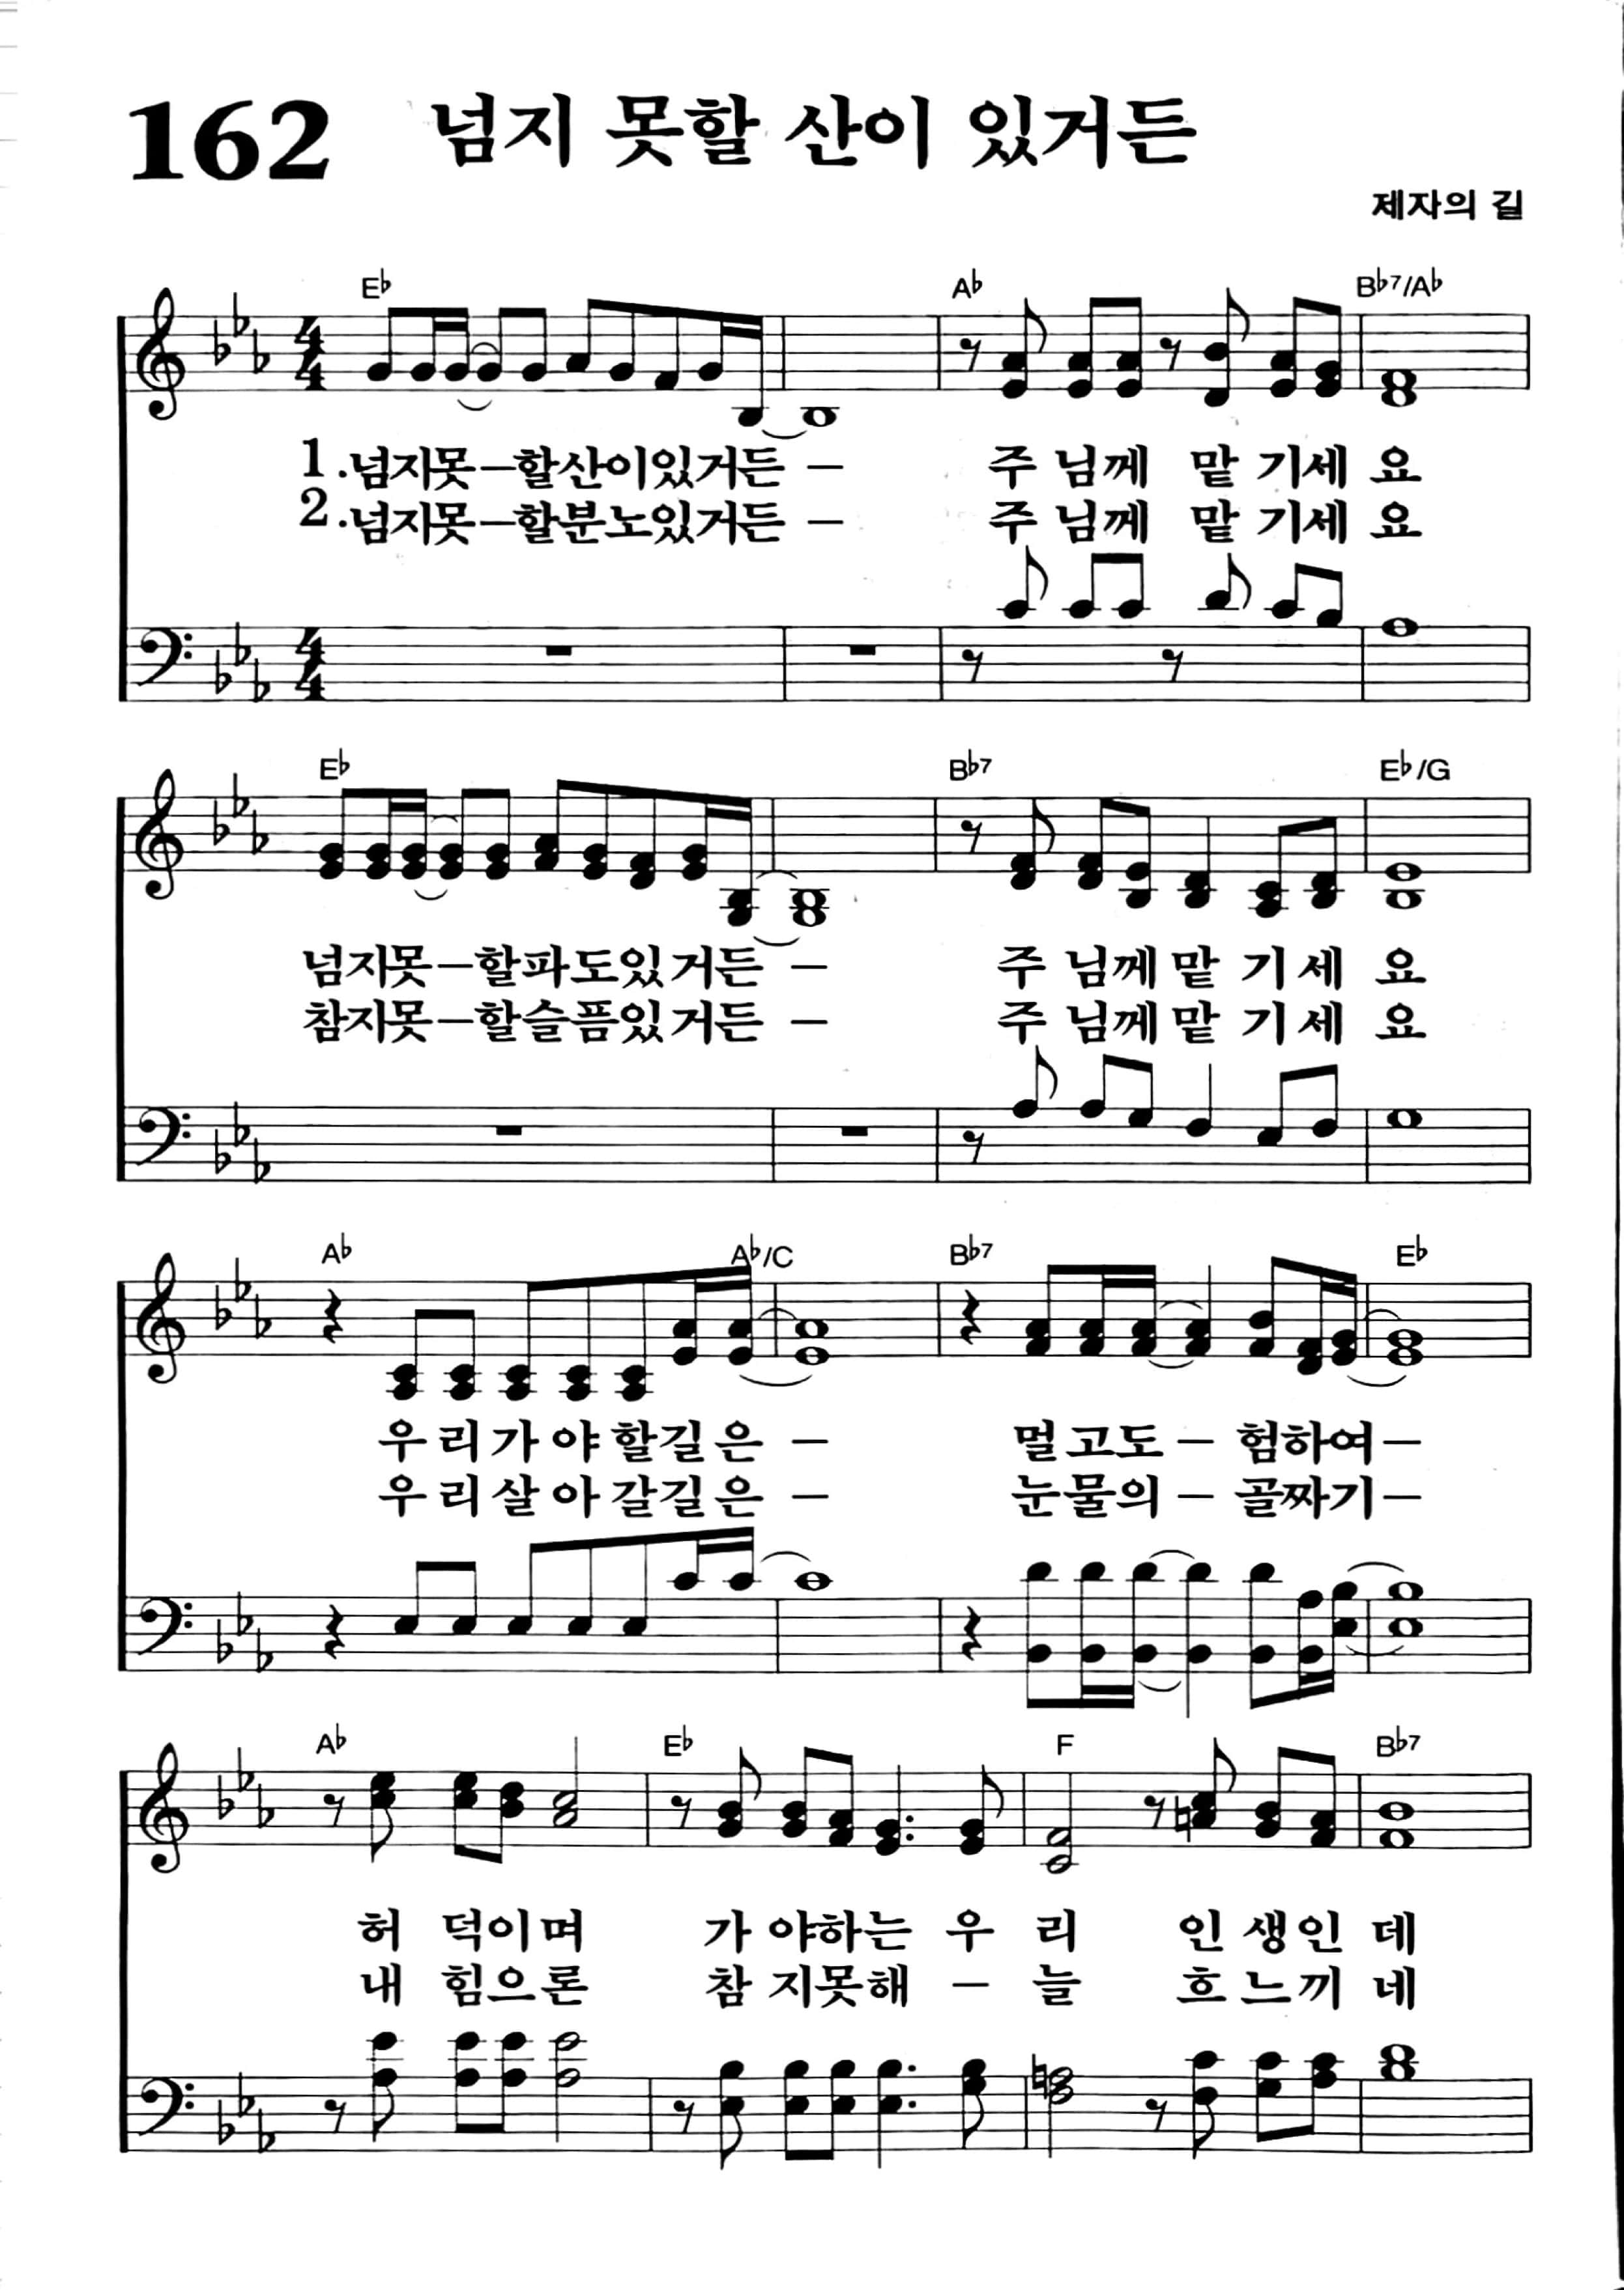 162 넘지 못할 산이 있거든
제자의 길
E♭ A♭ B♭7/A♭
1.넘지못–할산이있거든 – 주 님께 맡 기세 요
2.넘지못–할분노있거든 – 주 님께 맡 기세 요
E♭ B♭7 E♭/G
넘지못–할파도있거든 – 주 님께 맡 기 세 요
참지못–할슬픔있거든 – 주 님께 맡 기 세 요
A♭ A♭/C B♭7 E♭
우리가야할길은 – 멀고도 – 험하여 –
우리살아갈길은 – 눈물의 – 골짜기 –
A♭ E♭ F B♭7
허 덕이며 가 야하는 우 리 인 생인 데
내 힘으론 참 지못해 – 늘 흐 느끼 네